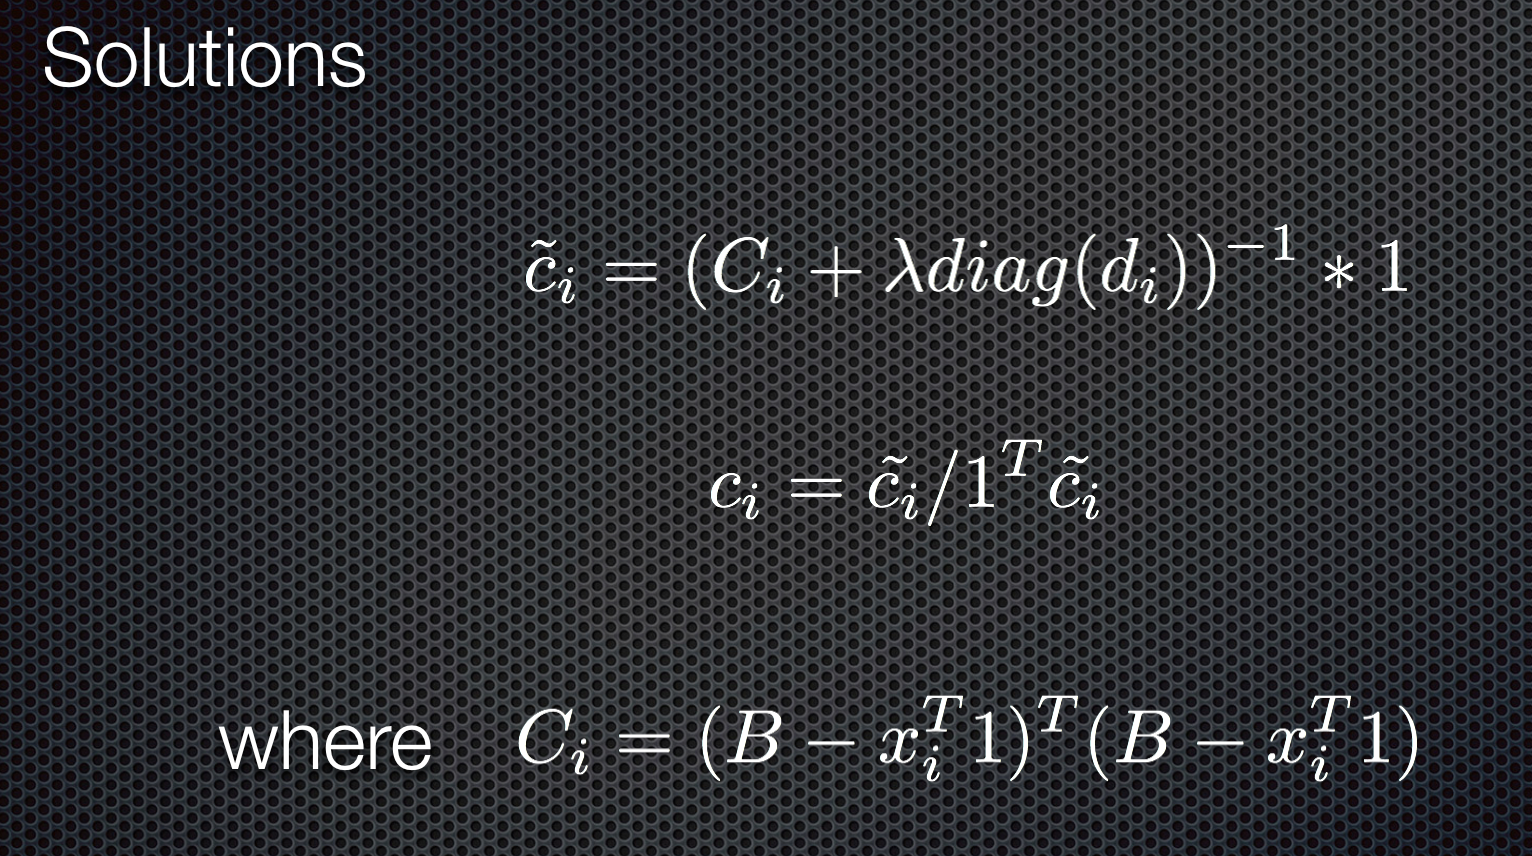 Solutions
c̃ᵢ = (Cᵢ + λdiag(dᵢ))⁻¹ * 1
cᵢ = c̃ᵢ/1ᵀc̃ᵢ
where Cᵢ = (B − xᵢᵀ1)ᵀ(B − xᵢᵀ1)